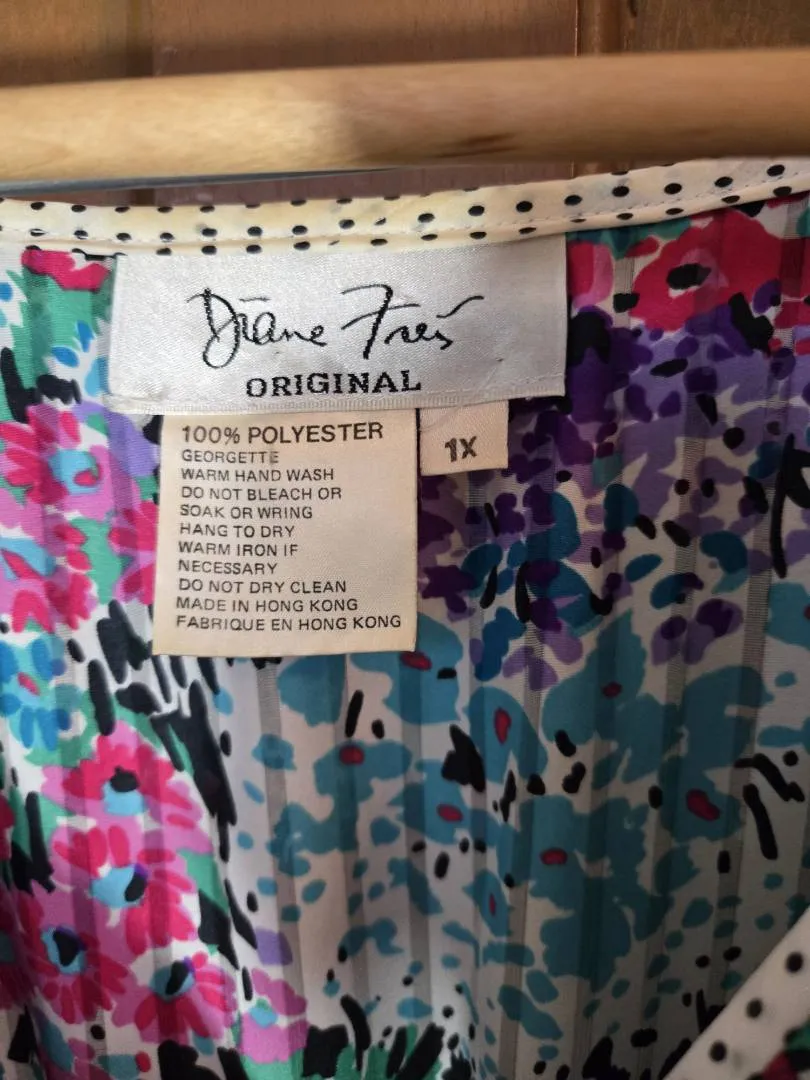 Diane Freis
ORIGINAL
100% POLYESTER
GEORGETTE
WARM HAND WASH
DO NOT BLEACH OR
SOAK OR WRING
HANG TO DRY
WARM IRON IF
NECESSARY
DO NOT DRY CLEAN
MADE IN HONG KONG
FABRIQUE EN HONG KONG
1X